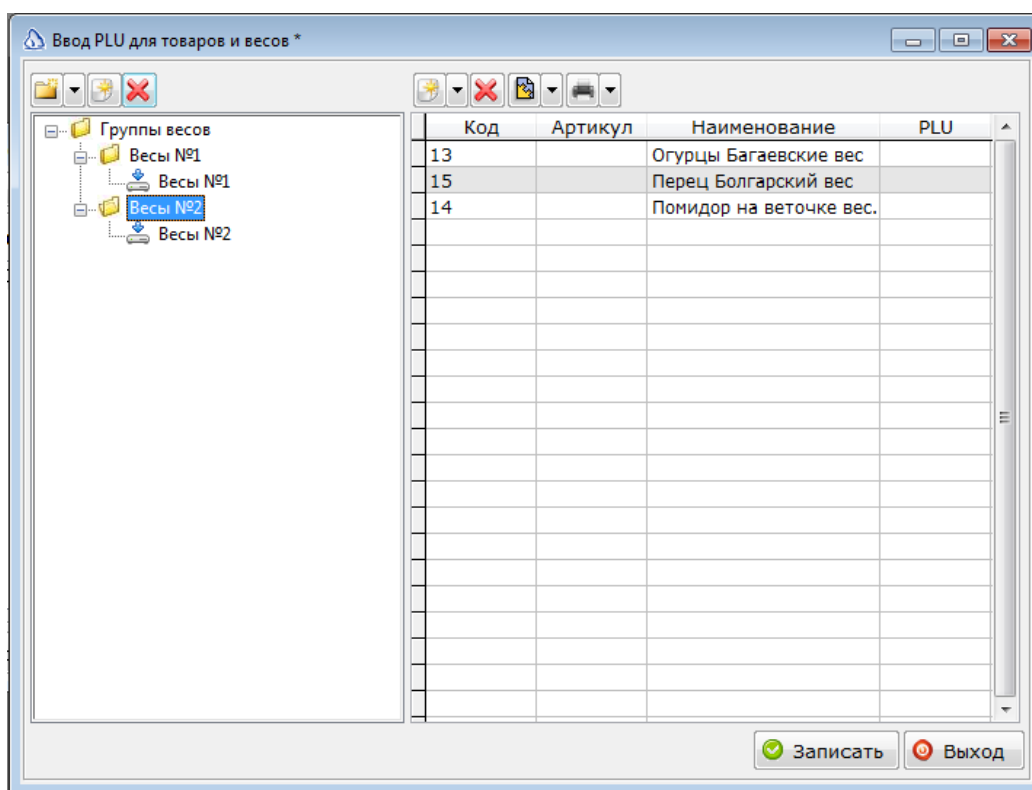 Ввод PLU для товаров и весов *
Группы весов
Весы №1
Весы №1
Весы №2
Весы №2
Код Артикул Наименование PLU
13 Огурцы Багаевские вес
15 Перец Болгарский вес
14 Помидор на веточке вес.
Записать Выход